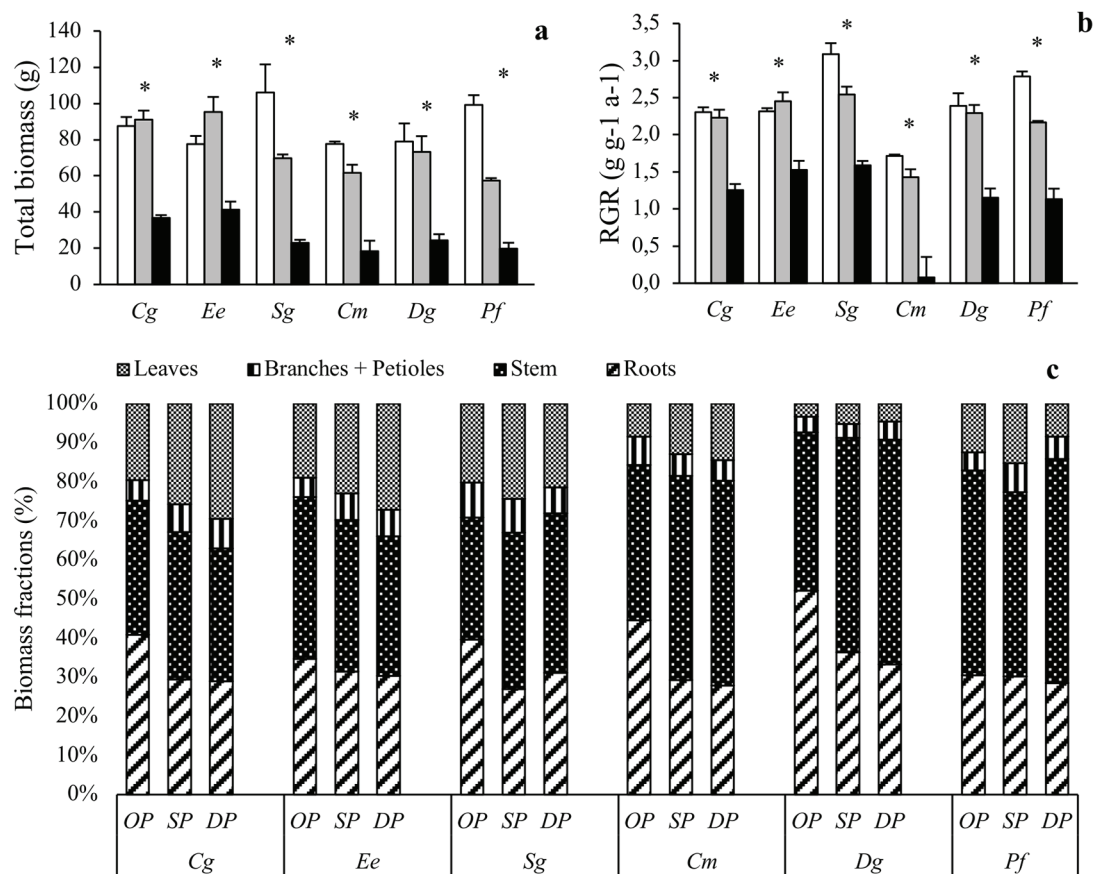 a
Total biomass (g)
140
120
100
80
60
40
20
0
* * * * * *
Cg Ee Sg Cm Dg Pf
b
RGR (g g-1 a-1)
3,5
3,0
2,5
2,0
1,5
1,0
0,5
0,0
* * * * * *
Cg Ee Sg Cm Dg Pf
Leaves Branches + Petioles Stem Roots
c
Biomass fractions (%)
100%
90%
80%
70%
60%
50%
40%
30%
20%
10%
0%
OP SP DP OP SP DP OP SP DP OP SP DP OP SP DP OP SP DP
Cg Ee Sg Cm Dg Pf